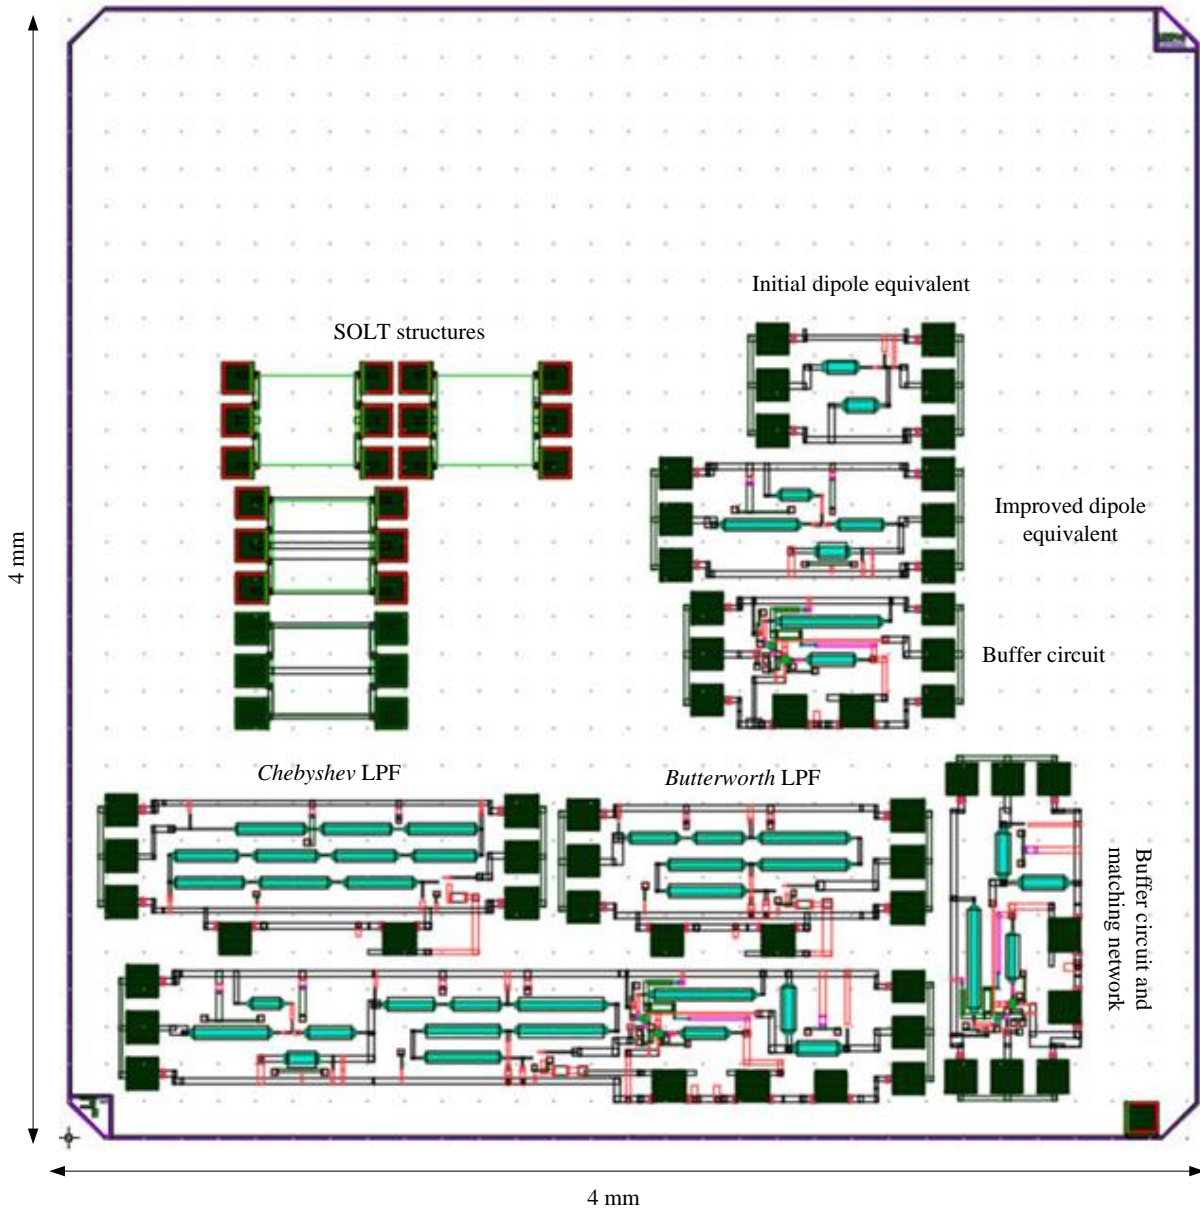 Initial dipole equivalent
SOLT structures
Improved dipole
equivalent
4 mm
Buffer circuit
Chebyshev LPF
Butterworth LPF
Buffer circuit and
matching network
4 mm